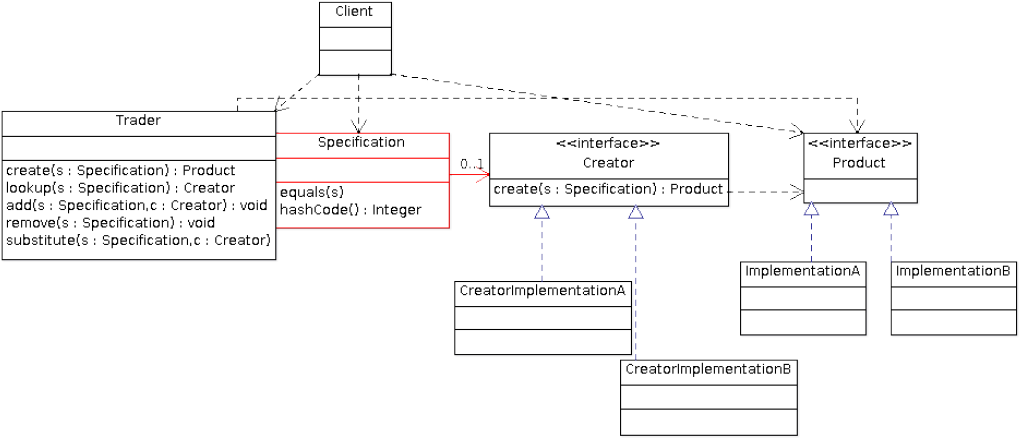 Client
Trader
create(s : Specification) : Product
lookup(s : Specification) : Creator
add(s : Specification,c : Creator) : void
remove(s : Specification) : void
substitute(s : Specification,c : Creator)
Specification
equals(s)
hashCode() : Integer
0..1
<<interface>>
Creator
create(s : Specification) : Product
<<interface>>
Product
ImplementationA
ImplementationB
CreatorImplementationA
CreatorImplementationB